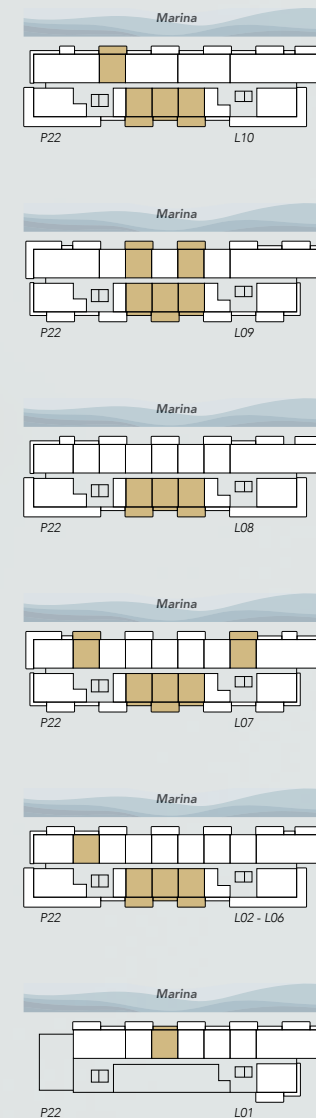 Marina
P22 L10
Marina
P22 L09
Marina
P22 L08
Marina
P22 L07
Marina
P22 L02 - L06
Marina
P22 L01